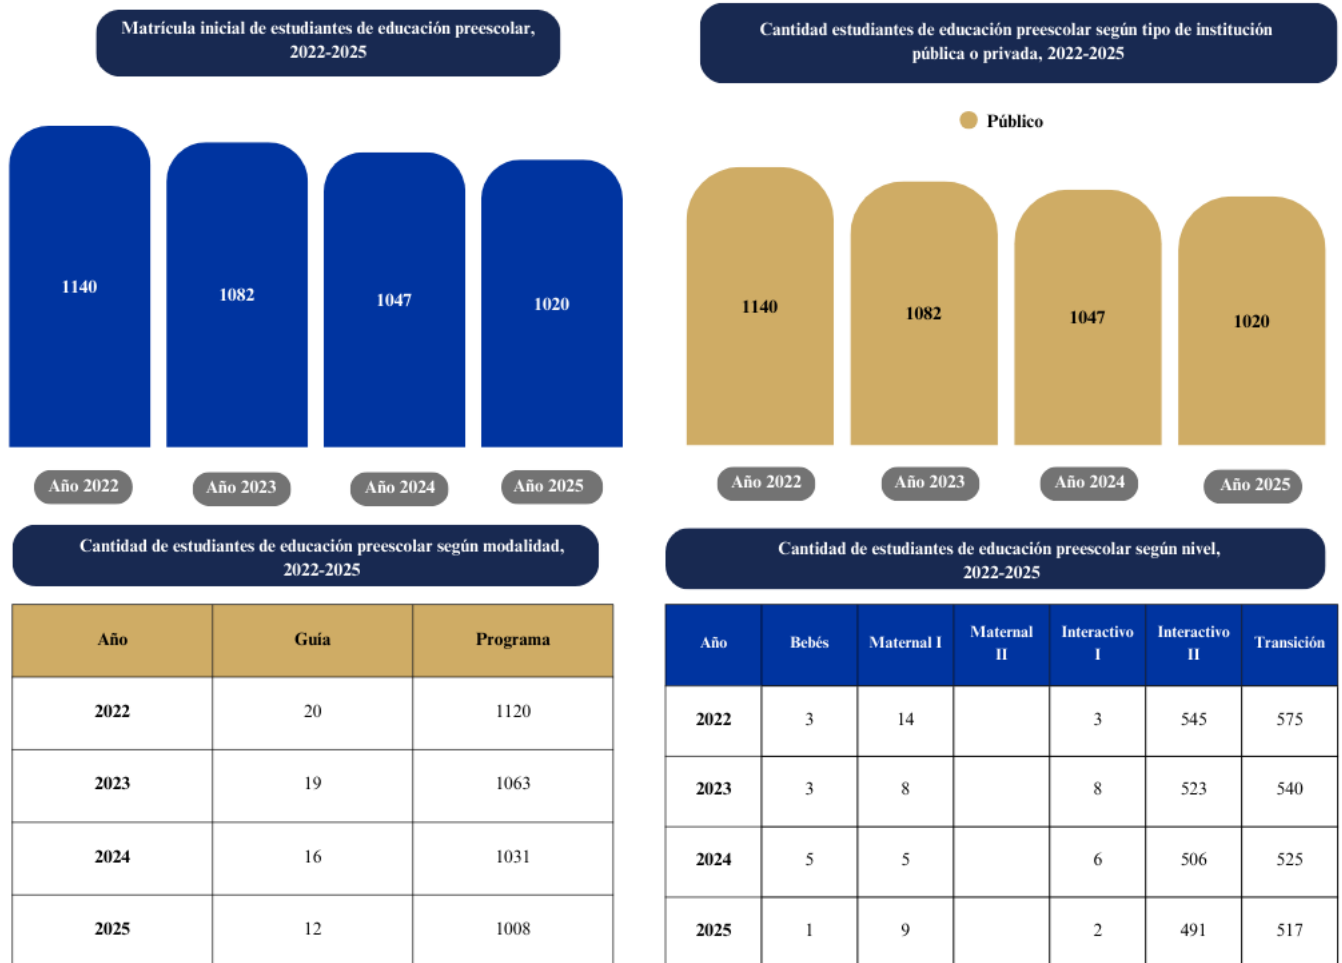 Matrícula inicial de estudiantes de educación preescolar,
2022-2025
1140
1082
1047
1020
Año 2022
Año 2023
Año 2024
Año 2025
Cantidad estudiantes de educación preescolar según tipo de institución
pública o privada, 2022-2025
Público
1140
1082
1047
1020
Año 2022
Año 2023
Año 2024
Año 2025
Cantidad de estudiantes de educación preescolar según modalidad,
2022-2025
Año Guía Programa
2022 20 1120
2023 19 1063
2024 16 1031
2025 12 1008
Cantidad de estudiantes de educación preescolar según nivel,
2022-2025
Año Bebés Maternal I Maternal II Interactivo I Interactivo II Transición
2022 3 14 3 545 575
2023 3 8 8 523 540
2024 5 5 6 506 525
2025 1 9 2 491 517